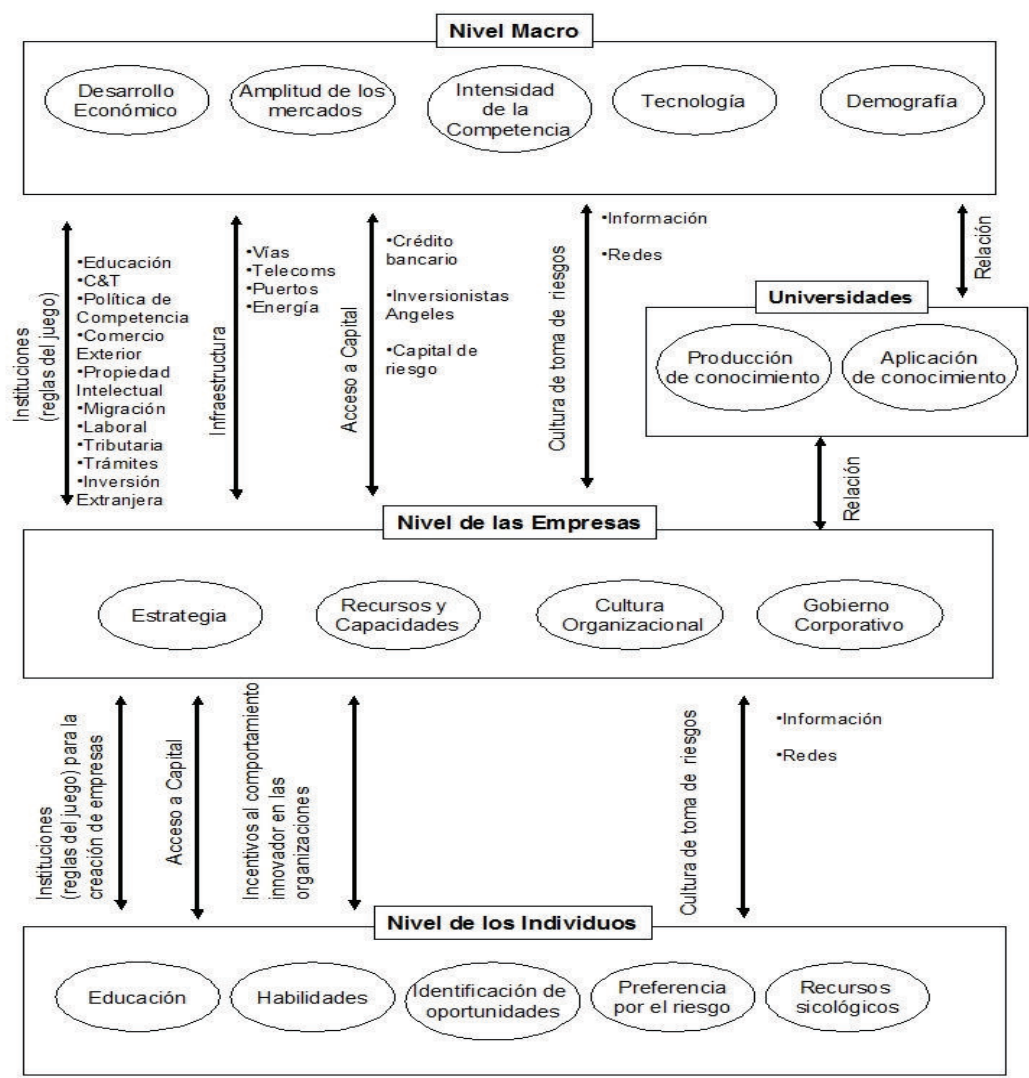 Nivel Macro
Desarrollo
Económico
Amplitud de los
mercados
Intensidad
de la
Competencia
Tecnología
Demografía
Instituciones
(reglas del juego)
•Educación
•C&T
•Política de
Competencia
•Comercio
Exterior
•Propiedad
Intelectual
•Migración
•Laboral
•Tributaria
•Trámites
•Inversión
Extranjera
Infraestructura
•Vías
•Telecoms
•Puertos
•Energía
Acceso a Capital
•Crédito
bancario
•Inversionistas
Angeles
•Capital de
riesgo
Cultura de toma de riesgos
•Información
•Redes
Relación
Universidades
Producción
de conocimiento
Aplicación
de conocimiento
Relación
Nivel de las Empresas
Estrategia
Recursos y
Capacidades
Cultura
Organizacional
Gobierno
Corporativo
Instituciones
(reglas del juego) para la
creación de empresas
Acceso a Capital
Incentivos al comportamiento
innovador en las
organizaciones
Cultura de toma de riesgos
•Información
•Redes
Nivel de los Individuos
Educación
Habilidades
Identificación de
oportunidades
Preferencia
por el riesgo
Recursos
sicológicos